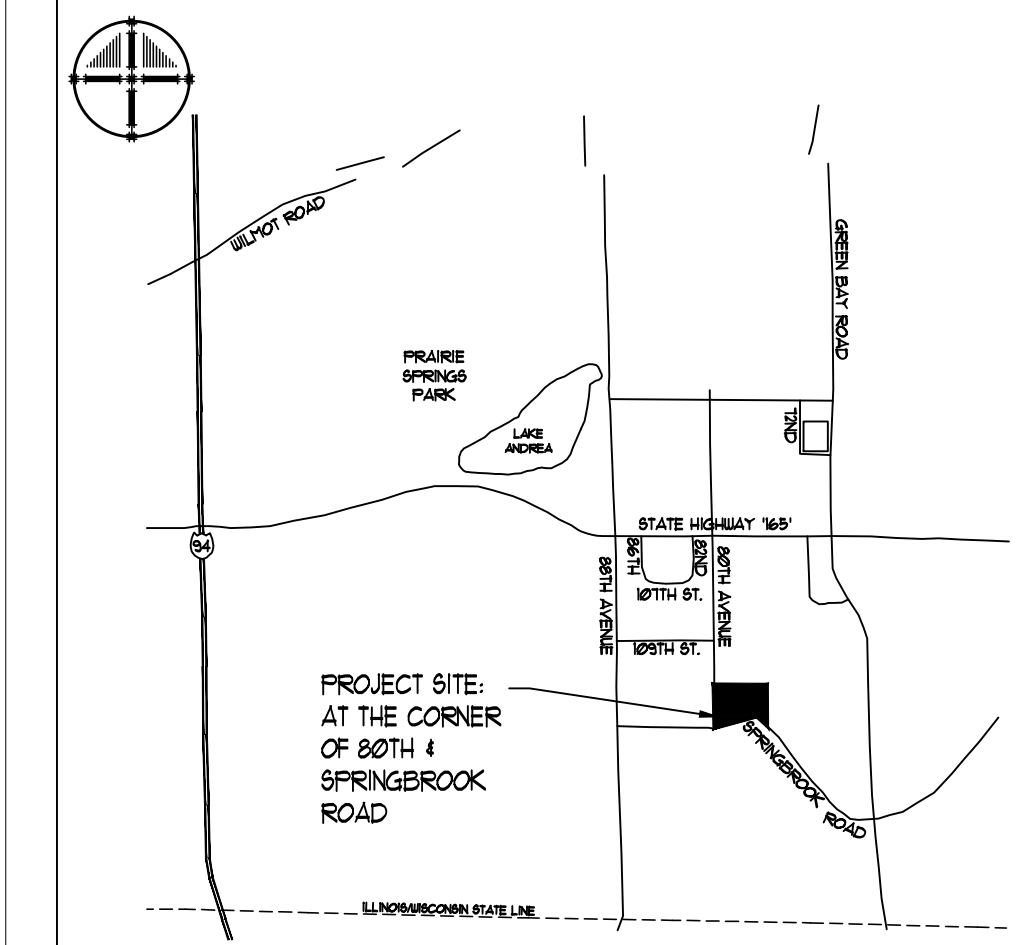 WILMOT ROAD
GREEN BAY ROAD
PRAIRIE
SPRINGS
PARK
LAKE
ANDREA
72ND
STATE HIGHWAY '165'
94
86TH
82ND
88TH AVENUE
80TH AVENUE
107TH ST.
109TH ST.
PROJECT SITE:
AT THE CORNER
OF 80TH &
SPRINGBROOK
ROAD
SPRINGBROOK ROAD
ILLINOIS/WISCONSIN STATE LINE